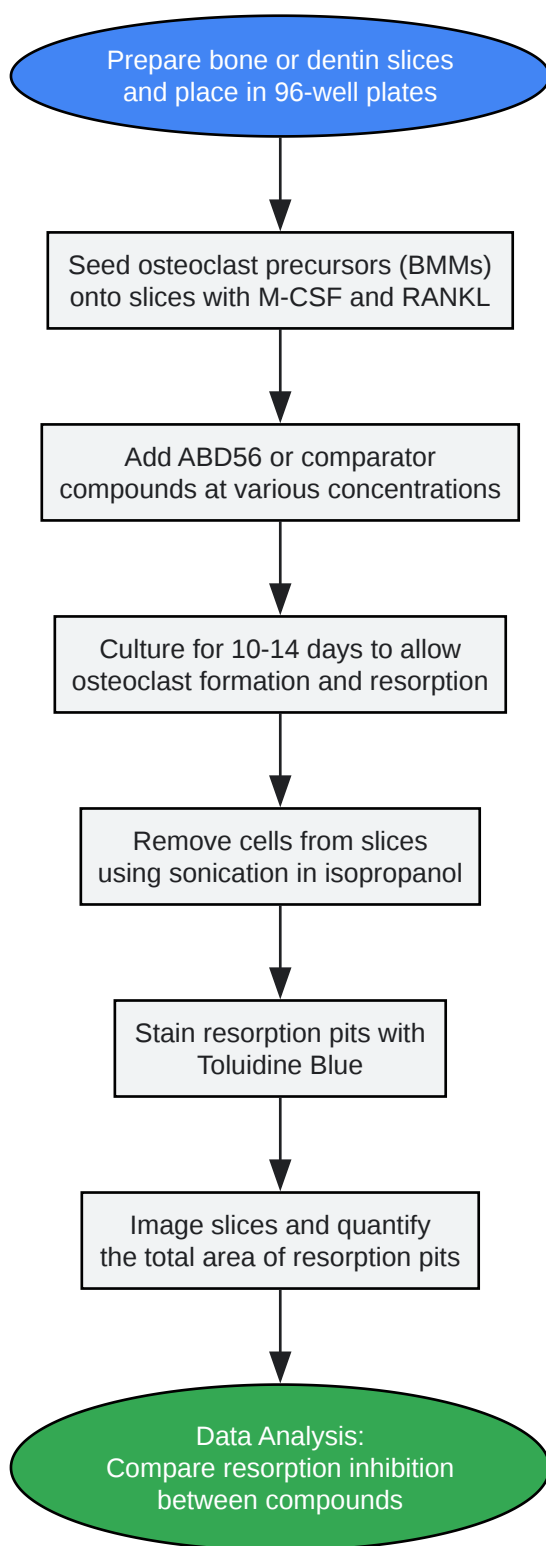 Prepare bone or dentin slices
and place in 96-well plates
Seed osteoclast precursors (BMMs)
onto slices with M-CSF and RANKL
Add ABD56 or comparator
compounds at various concentrations
Culture for 10-14 days to allow
osteoclast formation and resorption
Remove cells from slices
using sonication in isopropanol
Stain resorption pits with
Toluidine Blue
Image slices and quantify
the total area of resorption pits
Data Analysis:
Compare resorption inhibition
between compounds